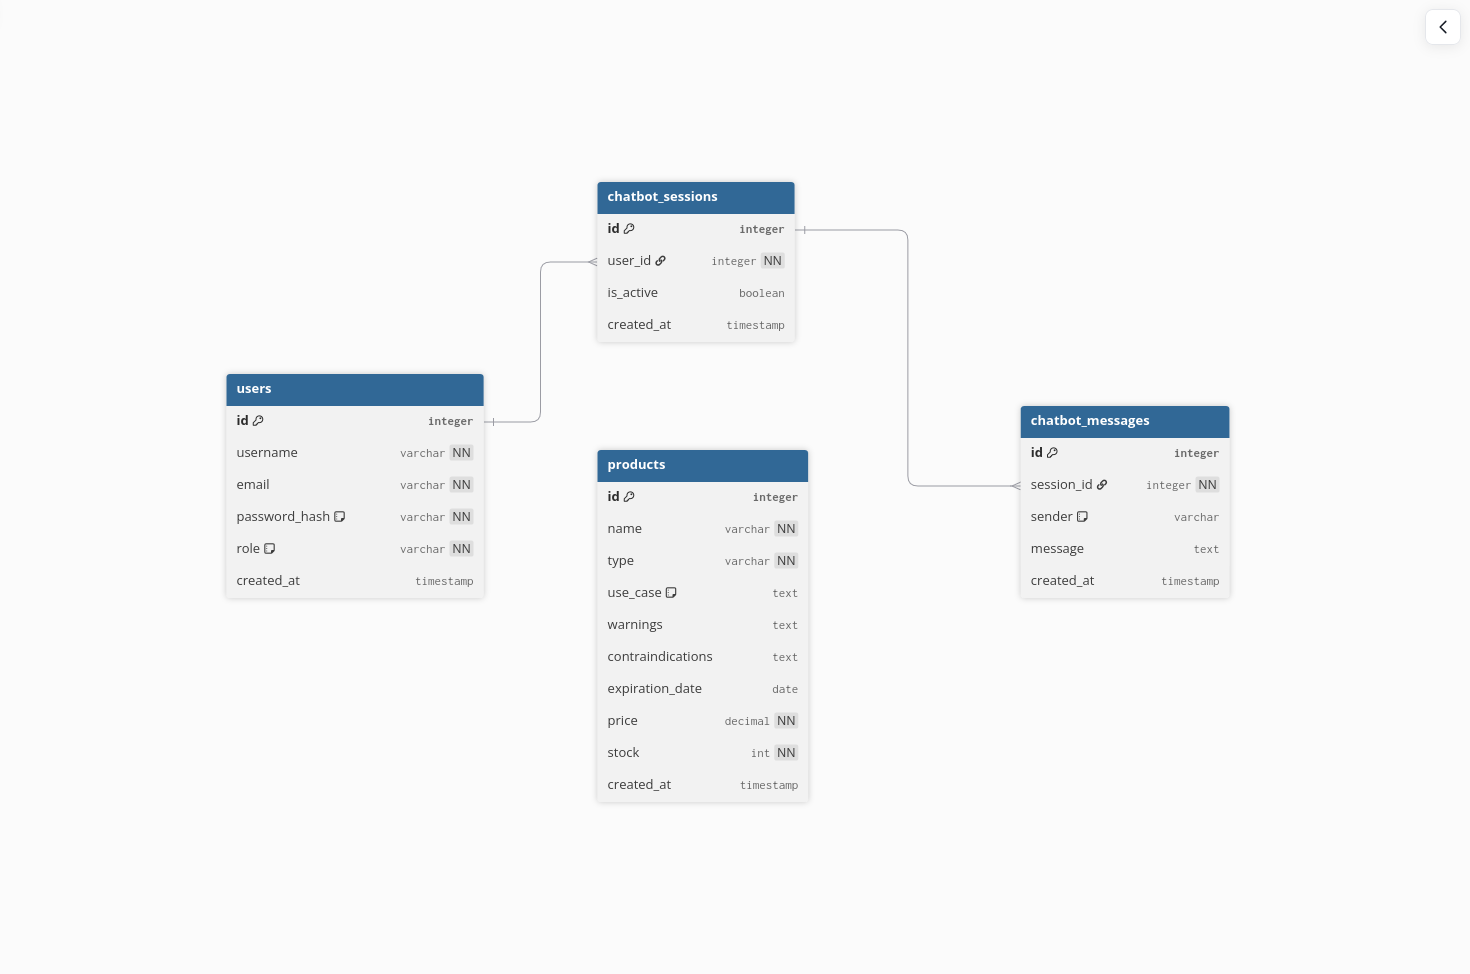 chatbot_sessions
id integer
user_id integer NN
is_active boolean
created_at timestamp
users
id integer
username varchar NN
email varchar NN
password_hash varchar NN
role varchar NN
created_at timestamp
products
id integer
name varchar NN
type varchar NN
use_case text
warnings text
contraindications text
expiration_date date
price decimal NN
stock int NN
created_at timestamp
chatbot_messages
id integer
session_id integer NN
sender varchar
message text
created_at timestamp